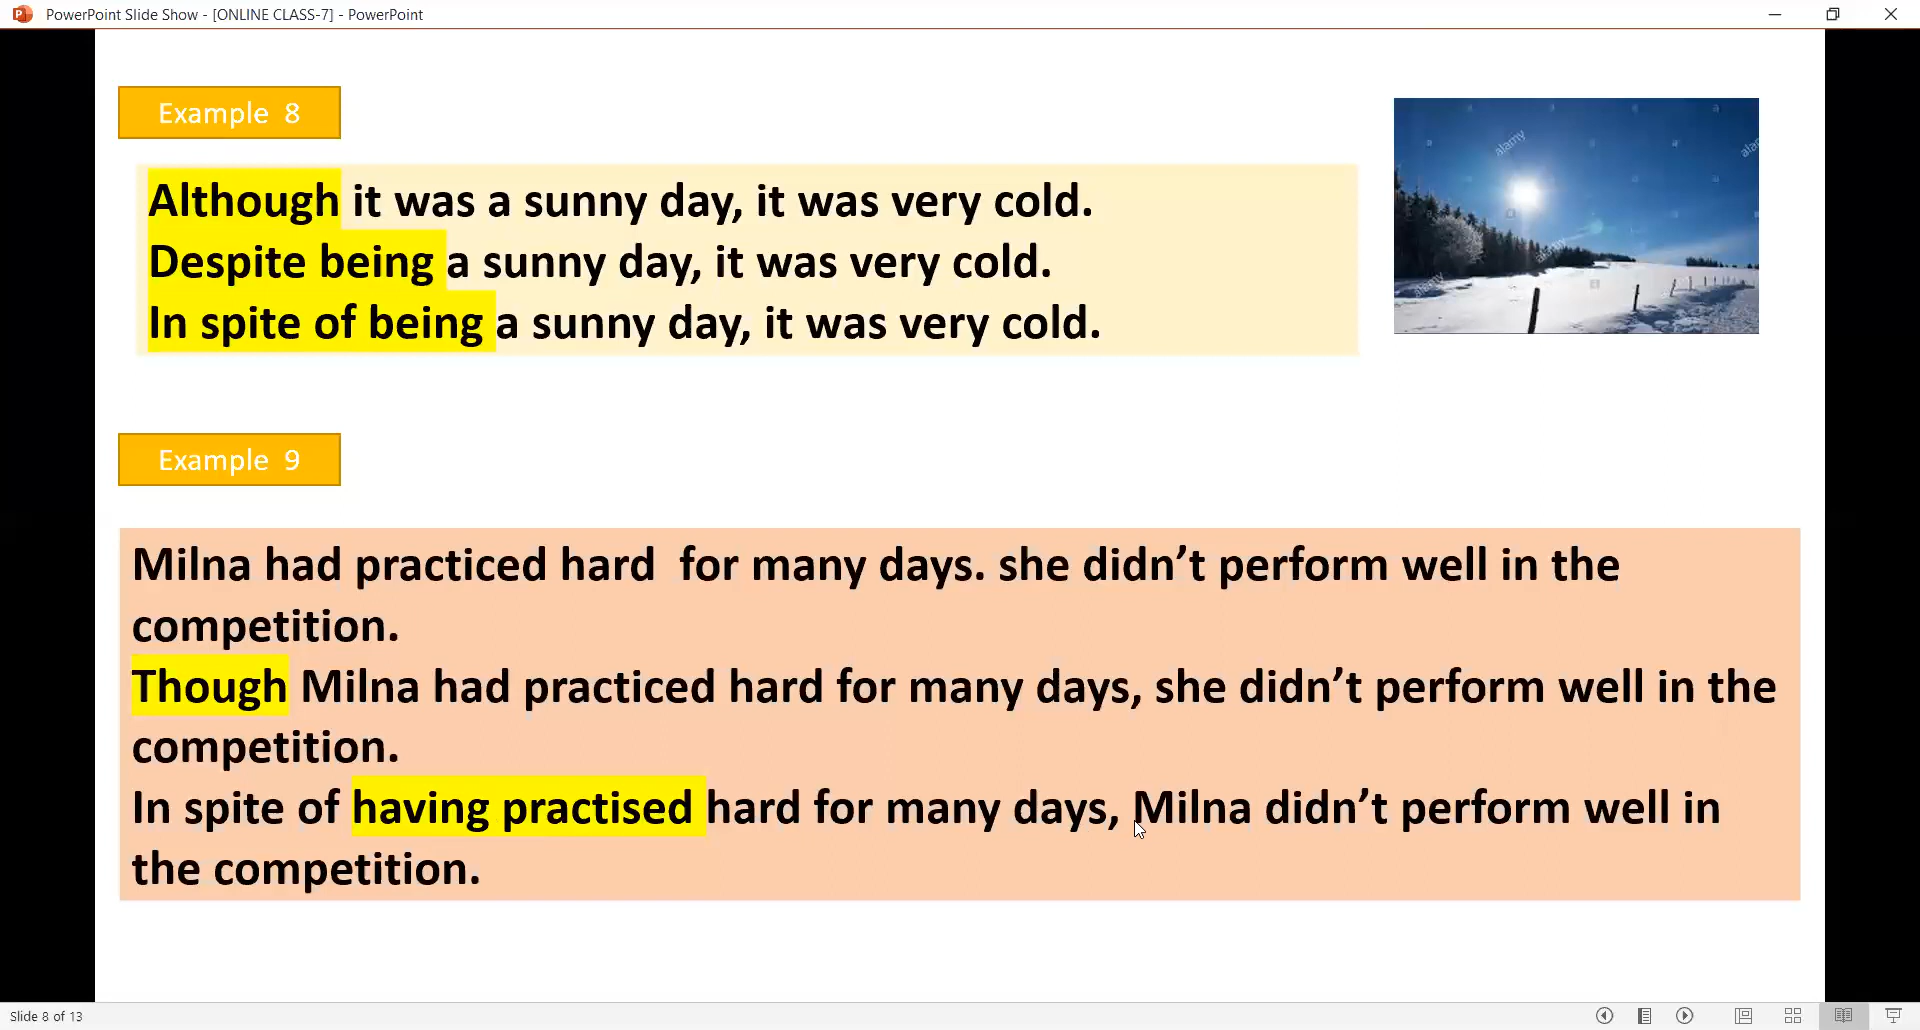 PowerPoint Slide Show - [ONLINE CLASS-7] - PowerPoint
Example 8
Although it was a sunny day, it was very cold.
Despite being a sunny day, it was very cold.
In spite of being a sunny day, it was very cold.
alamy
alamy
alamy
Example 9
Milna had practiced hard  for many days. she didn’t perform well in the
competition.
Though Milna had practiced hard for many days, she didn’t perform well in the
competition.
In spite of having practised hard for many days, Milna didn’t perform well in
the competition.
Slide 8 of 13